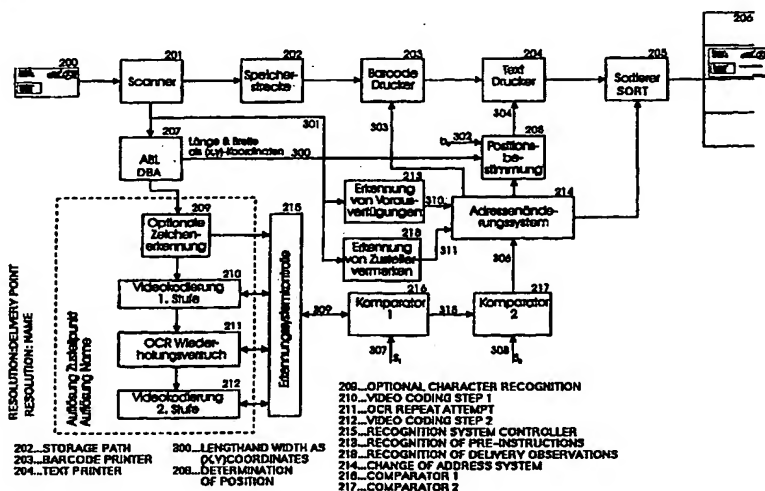 200
201
202
203
204
205
206
Scanner
Speicher-
strecke
Barcode
Drucker
Text
Drucker
Sortierer
SORT
301
303
304
207
ABL
DBA
Länge & Breite
als (x,y)-Koordinaten
300
302
208
Positions-
be-
stimmung
213
Erkennung
von Voraus-
verfügungen
310
214
Adressenände-
rungssystem
218
Erkennung
von Zusteller
vermerken
311
306
209
Optionale
Zeichen-
erkennung
215
Erkennungssystemkontrolle
210
Videokodierung
1. Stufe
211
OCR Wieder-
holungsversuch
212
Videokodierung
2. Stufe
309
216
Komparator
1
315
217
Komparator
2
307
308
RESOLUTION:DELIVERY POINT
RESOLUTION: NAME
Auflösung Zustellpunkt
Auflösung Name
202...STORAGE PATH
203...BARCODE PRINTER
204...TEXT PRINTER
300...LENGTHAND WIDTH AS
(X,Y)COORDINATES
208...DETERMINATION
OF POSITION
209...OPTIONAL CHARACTER RECOGNITION
210...VIDEO CODING STEP 1
211...OCR REPEAT ATTEMPT
212...VIDEO CODING STEP 2
215...RECOGNITION SYSTEM CONTROLLER
213...RECOGNITION OF PRE-INSTRUCTIONS
218...RECOGNITION OF DELIVERY OBSERVATIONS
214...CHANGE OF ADDRESS SYSTEM
216...COMPARATOR 1
217...COMPARATOR 2